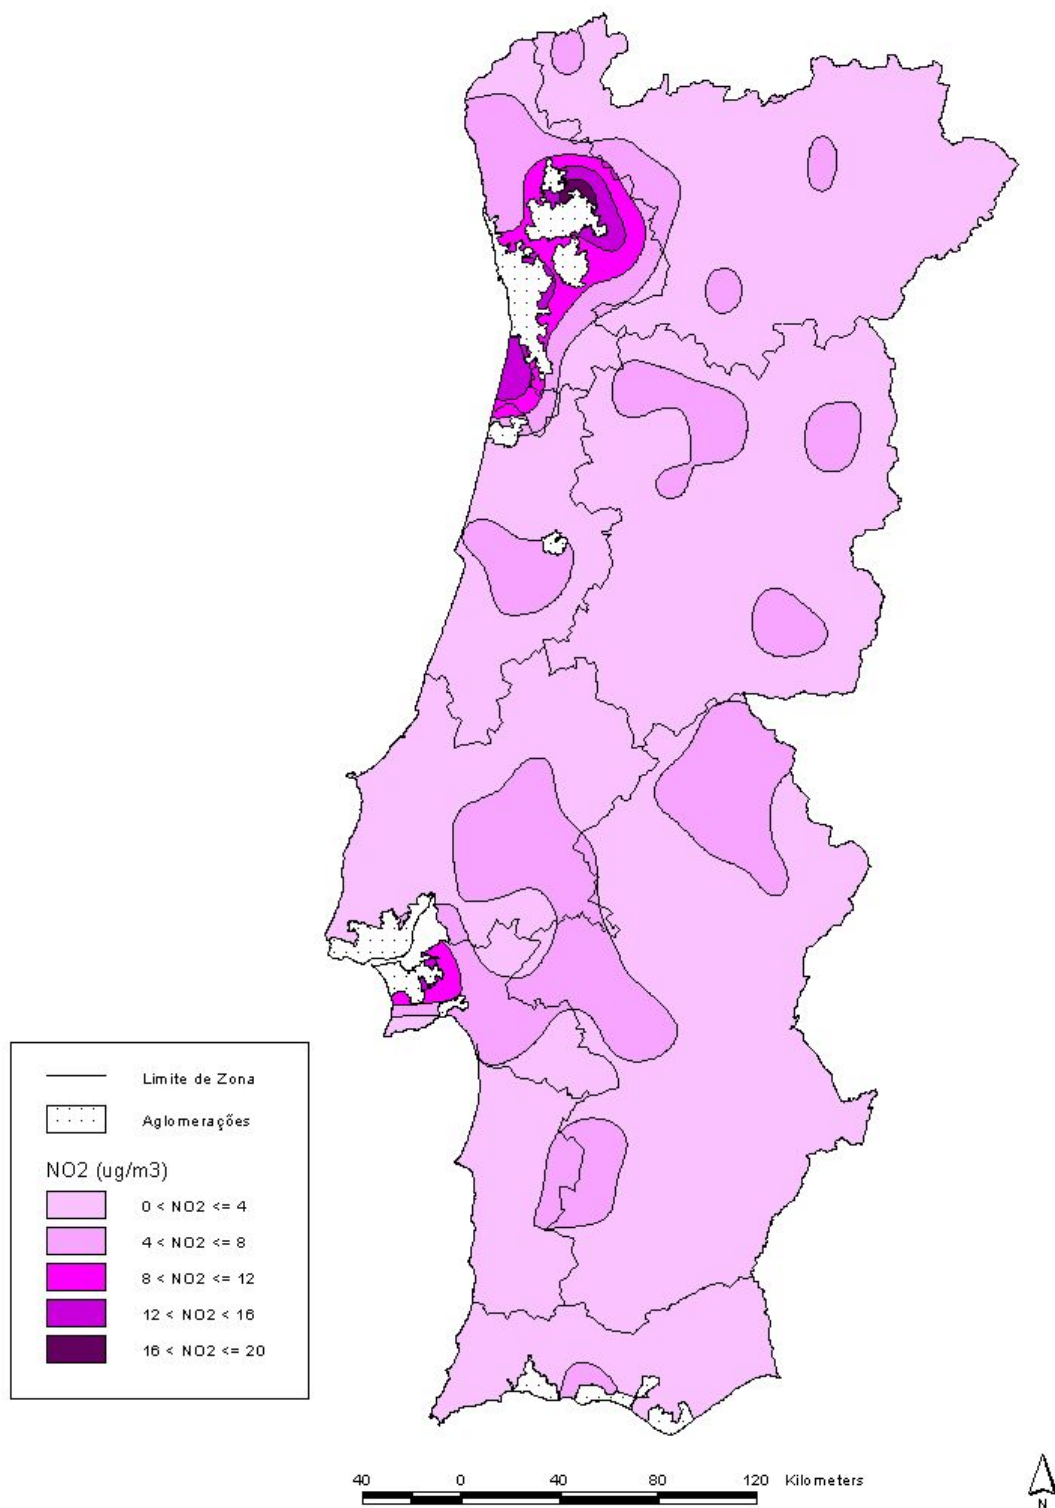 Limite de Zona
Aglomerações
NO2 (ug/m3)
0 < NO2 <= 4
4 < NO2 <= 8
8 < NO2 <= 12
12 < NO2 < 16
16 < NO2 <= 20
40 0 40 80 120 Kilometers
N